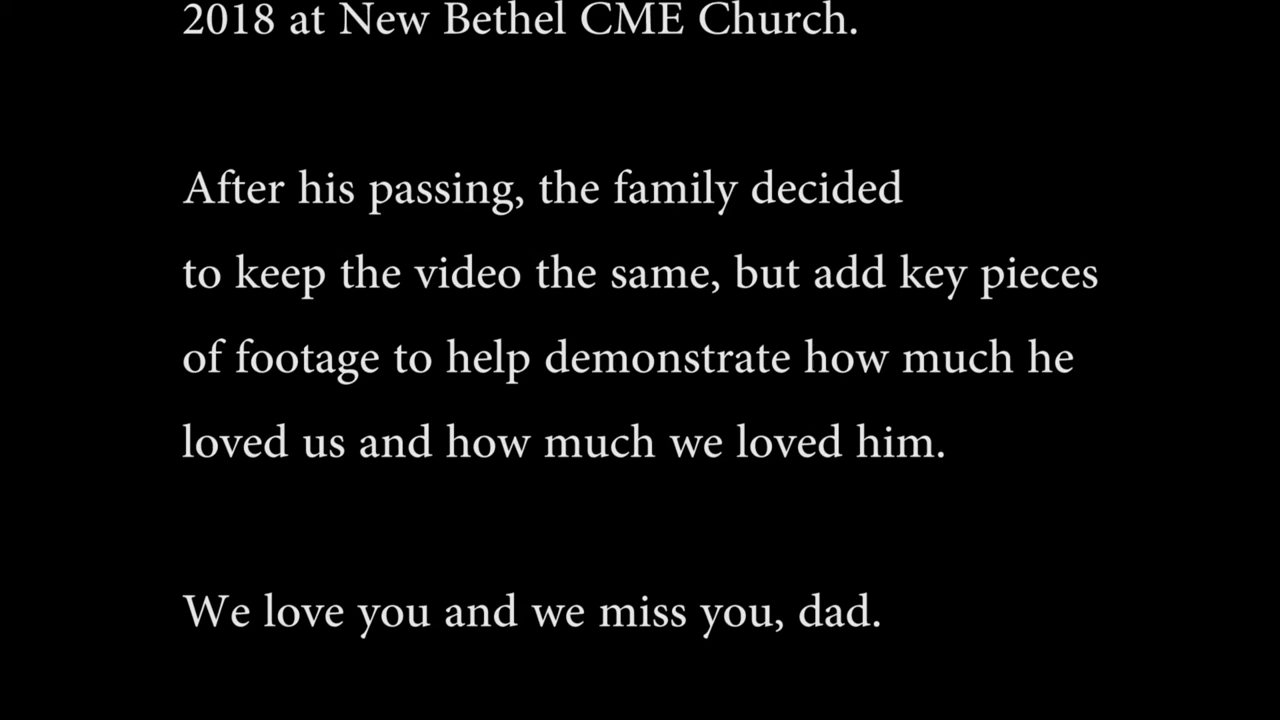 2018 at New Bethel CME Church.
After his passing, the family decided
to keep the video the same, but add key pieces
of footage to help demonstrate how much he
loved us and how much we loved him.
We love you and we miss you, dad.